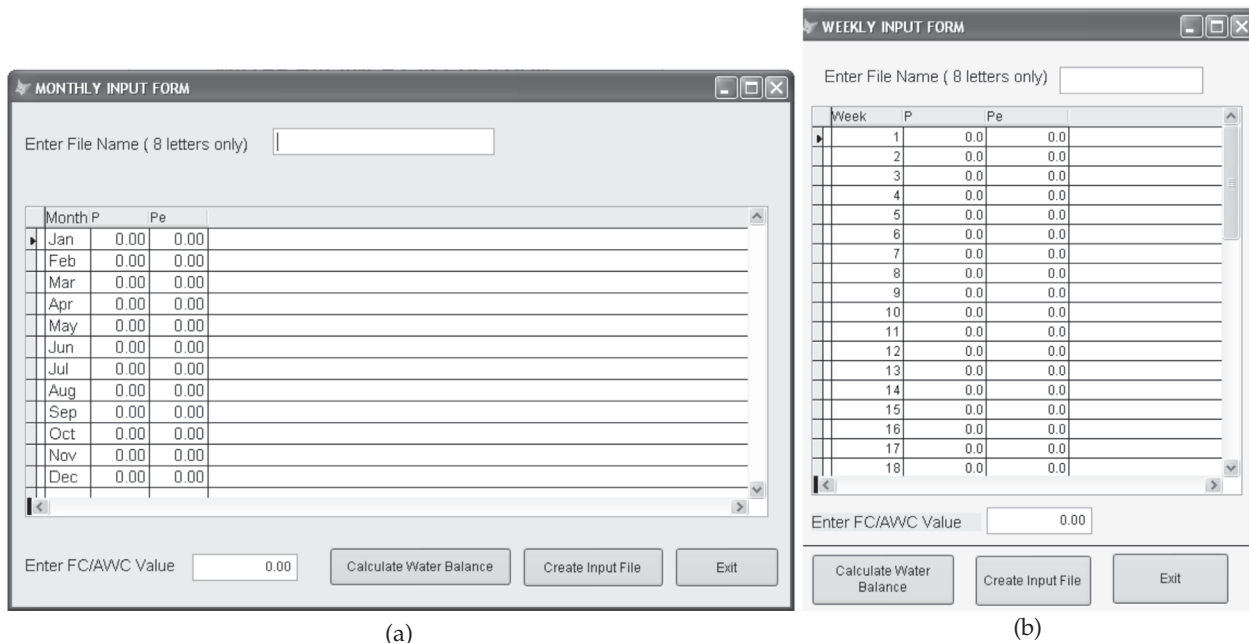 MONTHLY INPUT FORM
Enter File Name ( 8 letters only)
Month P Pe
Jan 0.00 0.00
Feb 0.00 0.00
Mar 0.00 0.00
Apr 0.00 0.00
May 0.00 0.00
Jun 0.00 0.00
Jul 0.00 0.00
Aug 0.00 0.00
Sep 0.00 0.00
Oct 0.00 0.00
Nov 0.00 0.00
Dec 0.00 0.00
Enter FC/AWC Value 0.00 Calculate Water Balance Create Input File Exit
(a)
WEEKLY INPUT FORM
Enter File Name ( 8 letters only)
Week P Pe
1 0.0 0.0
2 0.0 0.0
3 0.0 0.0
4 0.0 0.0
5 0.0 0.0
6 0.0 0.0
7 0.0 0.0
8 0.0 0.0
9 0.0 0.0
10 0.0 0.0
11 0.0 0.0
12 0.0 0.0
13 0.0 0.0
14 0.0 0.0
15 0.0 0.0
16 0.0 0.0
17 0.0 0.0
18 0.0 0.0
Enter FC/AWC Value 0.00
Calculate Water
Balance
Create Input File
Exit
(b)